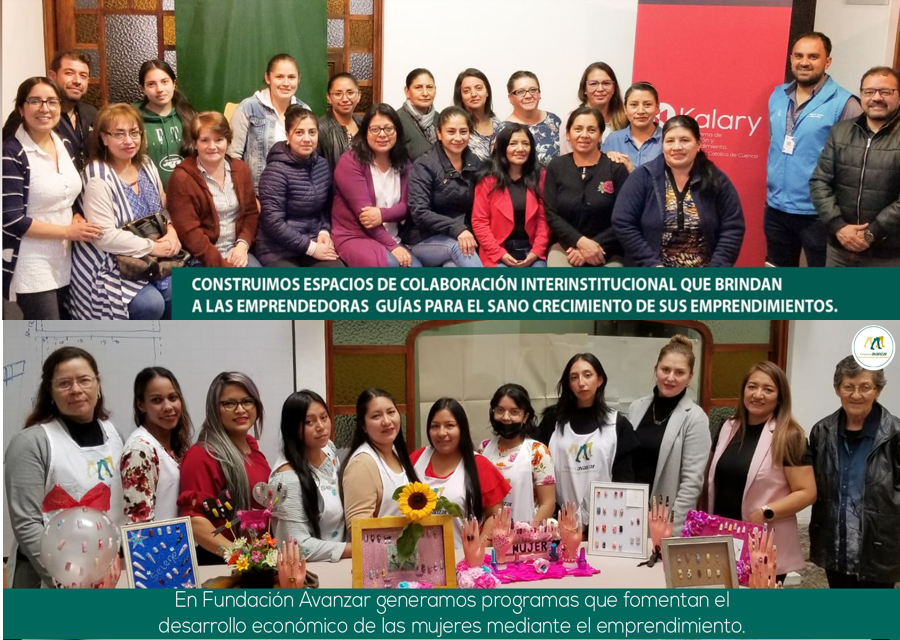 Kalary
CONSTRUIMOS ESPACIOS DE COLABORACIÓN INTERINSTITUCIONAL QUE BRINDAN
A LAS EMPRENDEDORAS GUÍAS PARA EL SANO CRECIMIENTO DE SUS EMPRENDIMIENTOS.
AVANZAR
MUJER
En Fundación Avanzar generamos programas que fomentan el
desarrollo económico de las mujeres mediante el emprendimiento.